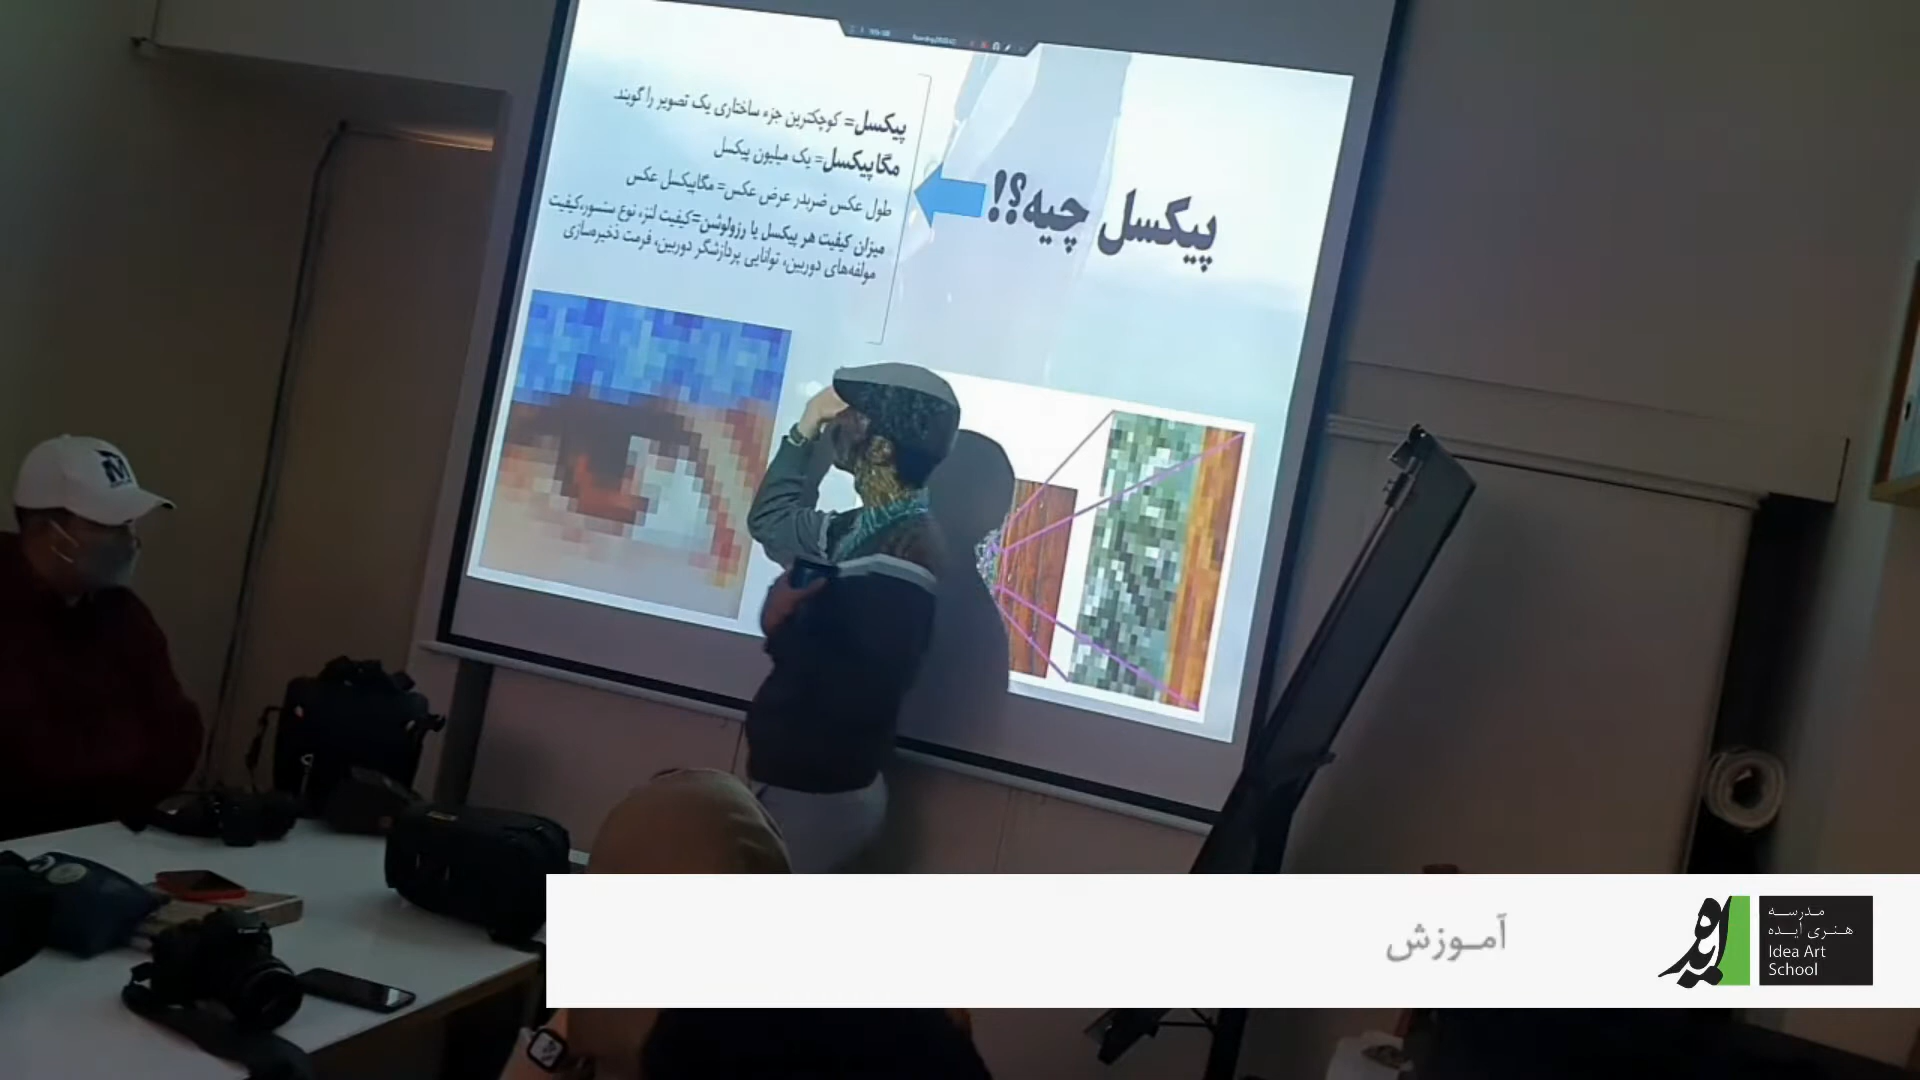 پیکسل چیه؟!
پیکسل= کوچکترین جزء ساختاری یک تصویر را گویند.
مگاپیکسل= یک میلیون پیکسل
طول عکس ضربدر عرض عکس= مگاپیکسل عکس
میزان کیفیت هر پیکسل یا رزولوشن=کیفیت لنز، نوع سنسور،کیفیت
مولفه‌های دوربین، توانایی پردازشگر دوربین، فرمت ذخیره‌سازی
آموزش
مدرسه
هنری ایده
Idea Art
School